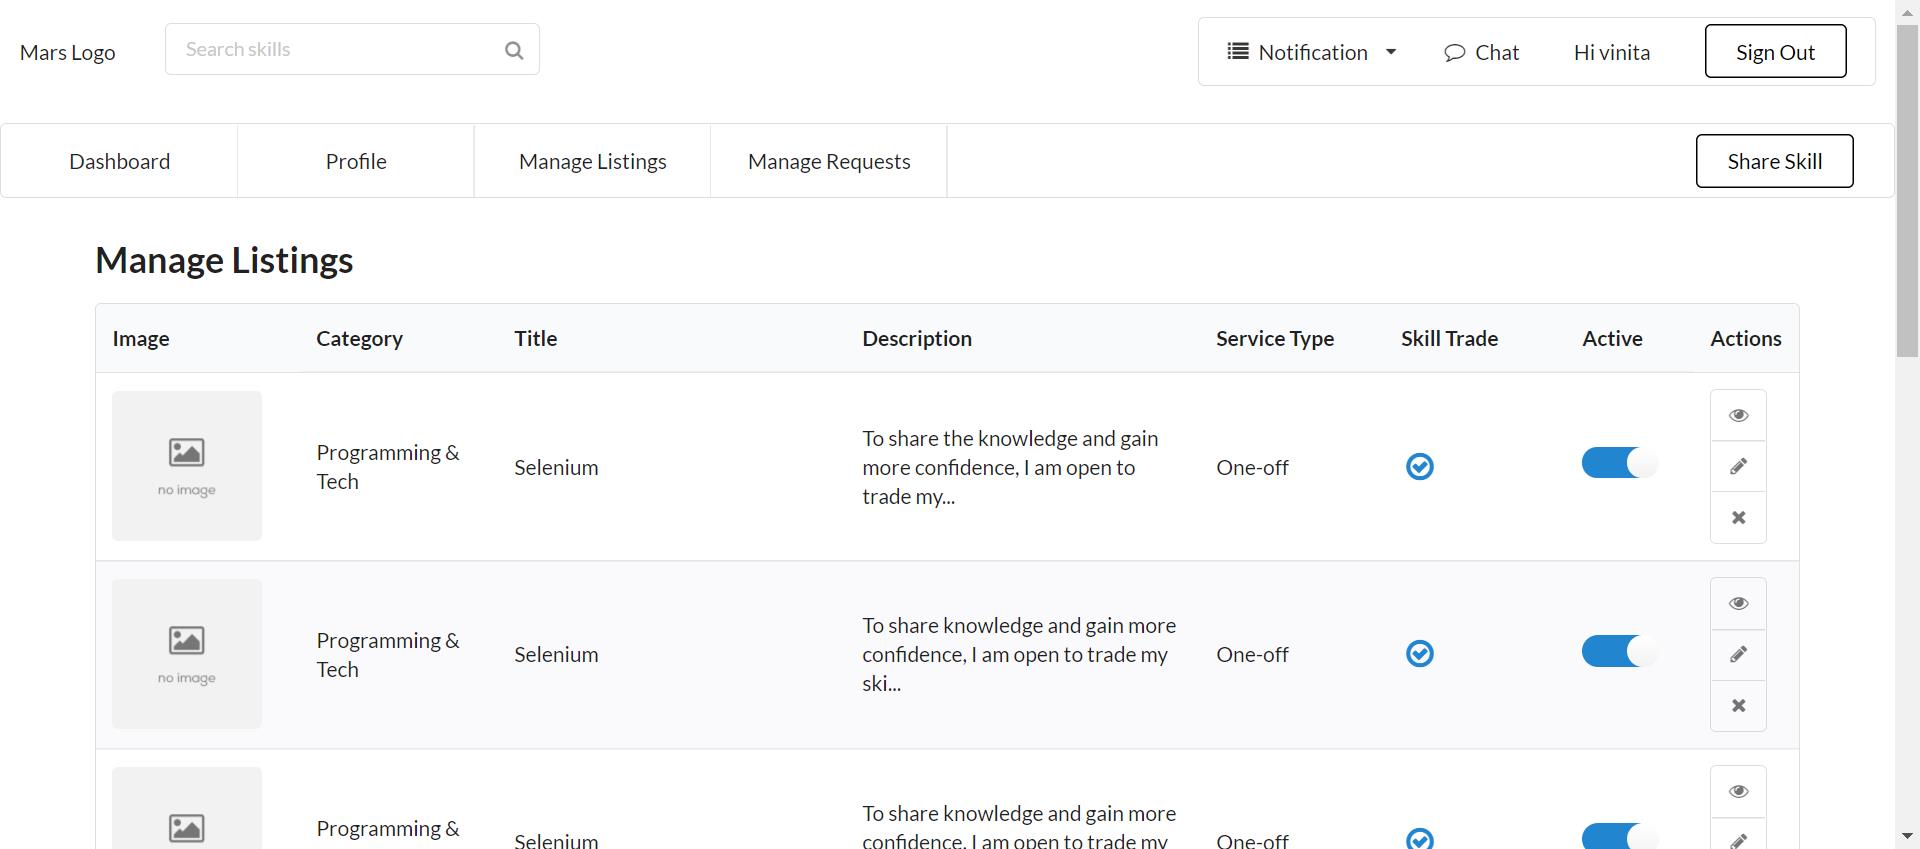 Mars Logo
Search skills
Notification
Chat
Hi vinita
Sign Out
Dashboard
Profile
Manage Listings
Manage Requests
Share Skill
Manage Listings
Image Category Title Description Service Type Skill Trade Active Actions
no image
Programming &
Tech
Selenium
To share the knowledge and gain
more confidence, I am open to
trade my...
One-off
no image
Programming &
Tech
Selenium
To share knowledge and gain more
confidence, I am open to trade my
ski...
One-off
Programming &
Selenium
To share knowledge and gain more
confidence, I am open to trade my
One-off